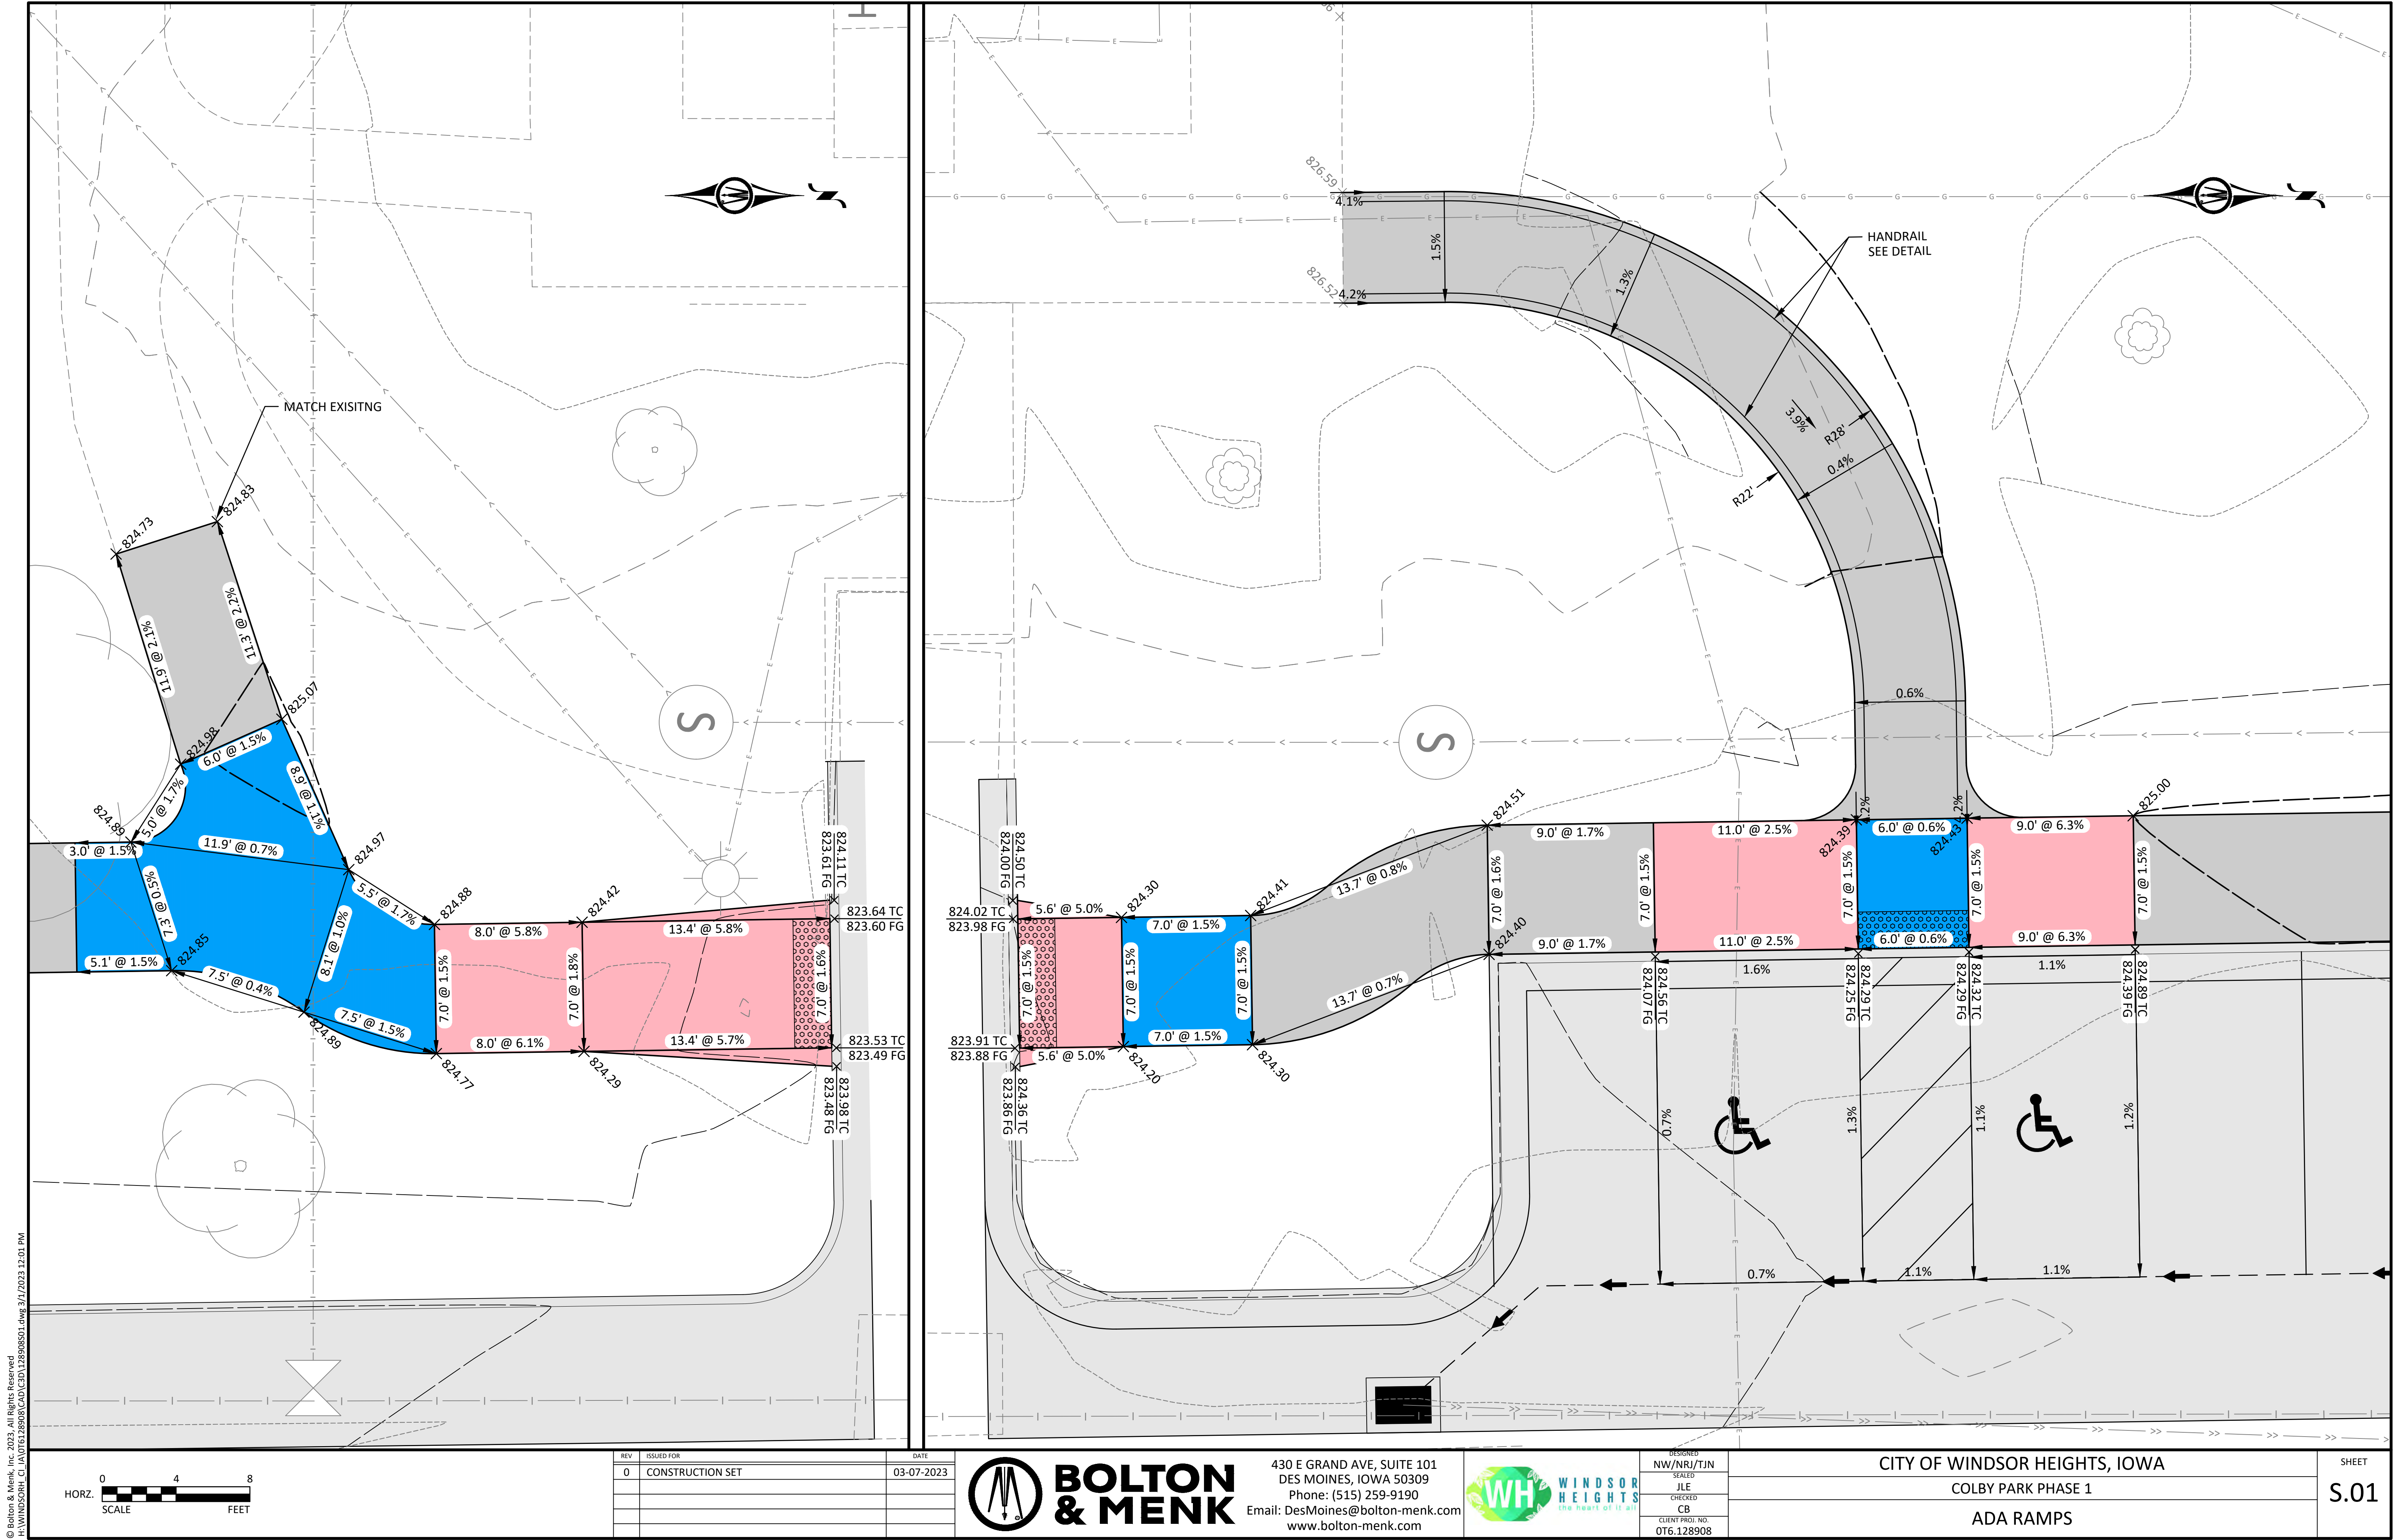 MATCH EXISITNG
824.73
824.83
11.9' @ 2.1%
11.3' @ 2.2%
825.07
824.98
6.0' @ 1.5%
5.0' @ 1.7%
8.9' @ 1.1%
824.89
3.0' @ 1.5%
11.9' @ 0.7%
824.97
7.3' @ 0.5%
5.5' @ 1.7%
824.88
824.42
8.1' @ 1.0%
5.1' @ 1.5%
824.85
7.5' @ 0.4%
7.5' @ 1.5%
824.89
824.77
824.29
8.0' @ 5.8%
13.4' @ 5.8%
7.0' @ 1.5%
7.0' @ 1.8%
7.0' @ 1.6%
8.0' @ 6.1%
13.4' @ 5.7%
824.11 TC
823.61 FG
823.64 TC
823.60 FG
823.53 TC
823.49 FG
823.98 TC
823.48 FG
S
826.59
4.1%
826.52
4.2%
1.5%
1.3%
HANDRAIL
SEE DETAIL
3.9%
R28'
0.4%
R22'
0.6%
S
824.50 TC
824.00 FG
824.02 TC
823.98 FG
823.91 TC
823.88 FG
824.36 TC
823.86 FG
5.6' @ 5.0%
7.0' @ 1.5%
5.6' @ 5.0%
824.30
7.0' @ 1.5%
7.0' @ 1.5%
7.0' @ 1.5%
824.20
824.41
824.30
13.7' @ 0.8%
13.7' @ 0.7%
824.51
824.40
7.0' @ 1.6%
9.0' @ 1.7%
9.0' @ 1.7%
7.0' @ 1.5%
11.0' @ 2.5%
11.0' @ 2.5%
824.39
824.43
6.0' @ 0.6%
6.0' @ 0.6%
7.0' @ 1.5%
7.0' @ 1.5%
9.0' @ 6.3%
9.0' @ 6.3%
825.00
7.0' @ 1.5%
1.6%
1.1%
824.56 TC
824.07 FG
824.29 TC
824.25 FG
824.32 TC
824.29 FG
824.89 TC
824.39 FG
0.7%
1.3%
1.1%
1.2%
0.7%
1.1%
1.1%
© Bolton & Menk, Inc. 2023, All Rights Reserved
H:\WINDSORH_CI_IA\0T6128908\CAD\C3D\128908S01.dwg 3/1/2023 12:01 PM
HORZ.
0 4 8
SCALE FEET
REV ISSUED FOR DATE
0 CONSTRUCTION SET 03-07-2023
BOLTON
& MENK
430 E GRAND AVE, SUITE 101
DES MOINES, IOWA 50309
Phone: (515) 259-9190
Email: DesMoines@bolton-menk.com
www.bolton-menk.com
WH
WINDSOR
HEIGHTS
the heart of it all
DESIGNED
NW/NRJ/TJN
SEALED
JLE
CHECKED
CB
CLIENT PROJ. NO.
0T6.128908
CITY OF WINDSOR HEIGHTS, IOWA
COLBY PARK PHASE 1
ADA RAMPS
SHEET
S.01